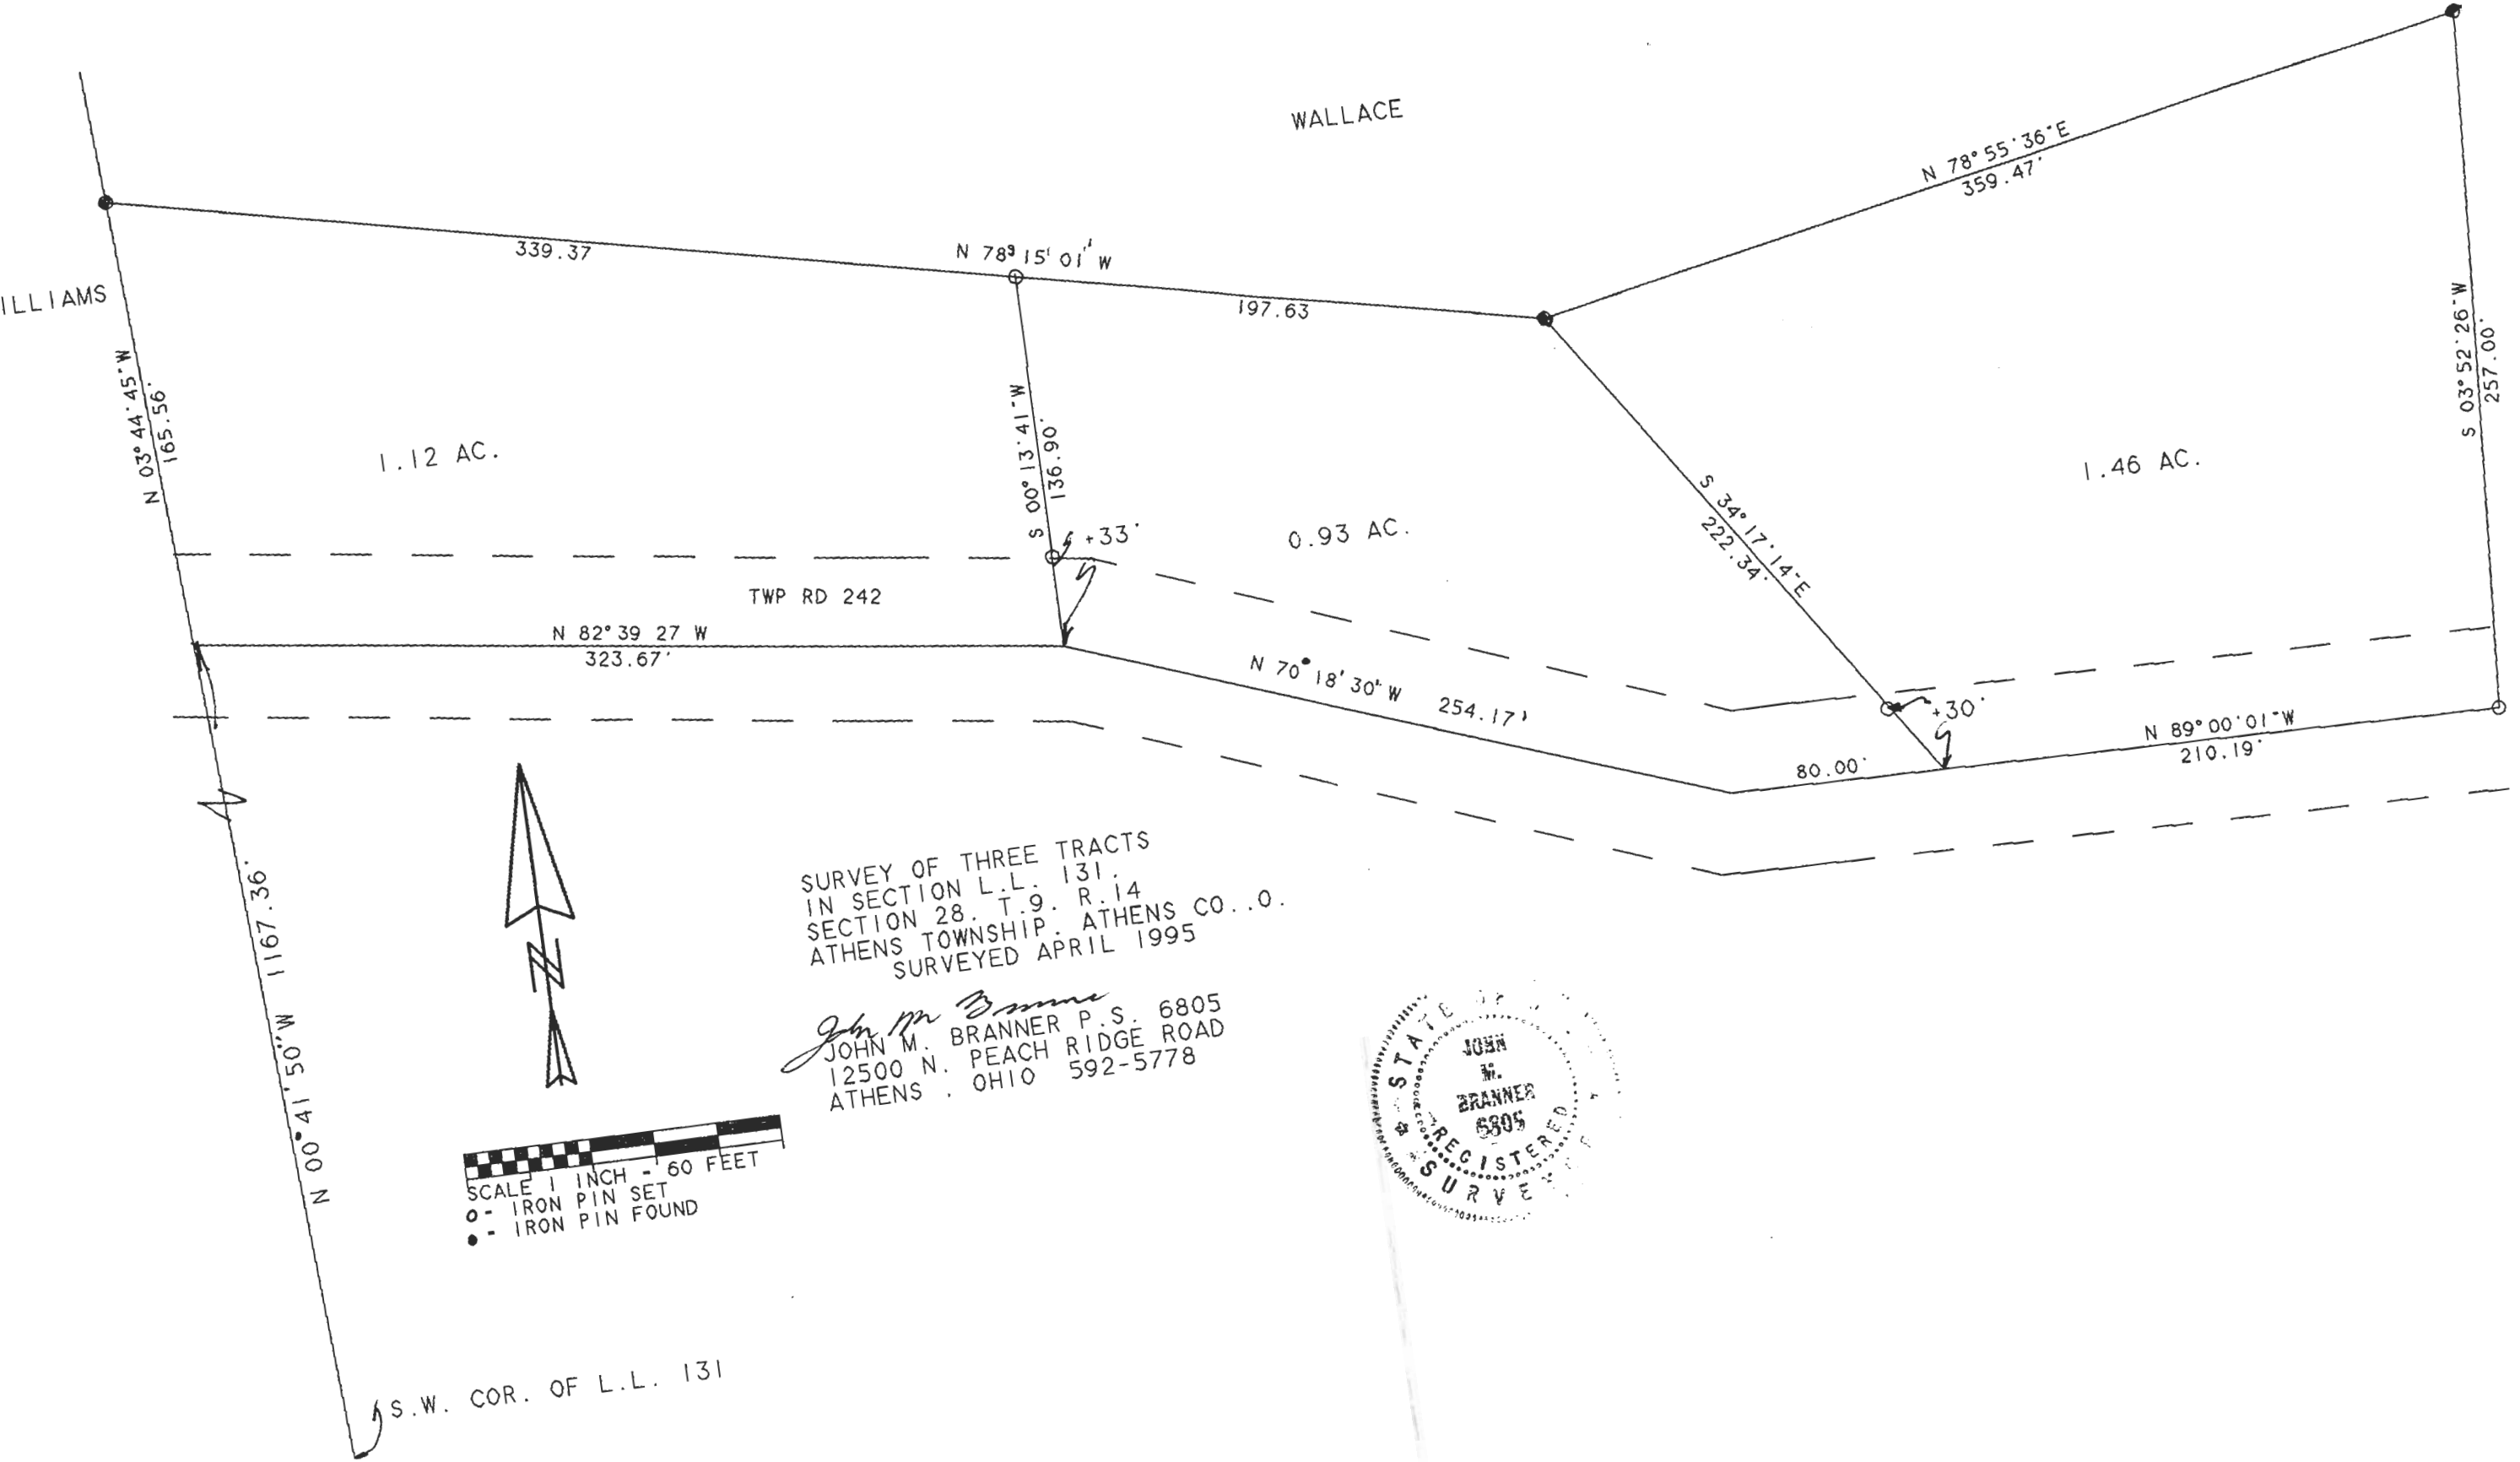 WALLACE
N 78° 55' 36" E
359.47'
339.37
N 78° 15' 01" W
197.63
ILLIAMS
N 03° 44' 45" W
165.56'
1.12 AC.
S 00° 13' 41" W
136.90'
+33'
0.93 AC.
S 34° 17' 14" E
222.34'
1.46 AC.
S 03° 52' 26" W
257.00'
TWP RD 242
N 82° 39 27 W
323.67'
N 70° 18' 30" W 254.17'
80.00'
+30'
N 89° 00' 01" W
210.19'
N 00° 41' 50" W 1167.36'
N
SURVEY OF THREE TRACTS
IN SECTION L.L. 131.
SECTION 28. T.9. R.14
ATHENS TOWNSHIP. ATHENS CO..O.
SURVEYED APRIL 1995
JOHN M. BRANNER P.S. 6805
12500 N. PEACH RIDGE ROAD
ATHENS . OHIO 592-5778
SCALE 1 INCH - 60 FEET
o - IRON PIN SET
● - IRON PIN FOUND
STATE OF
JOHN
M.
BRANNER
6805
REGISTERED
S.W. COR. OF L.L. 131